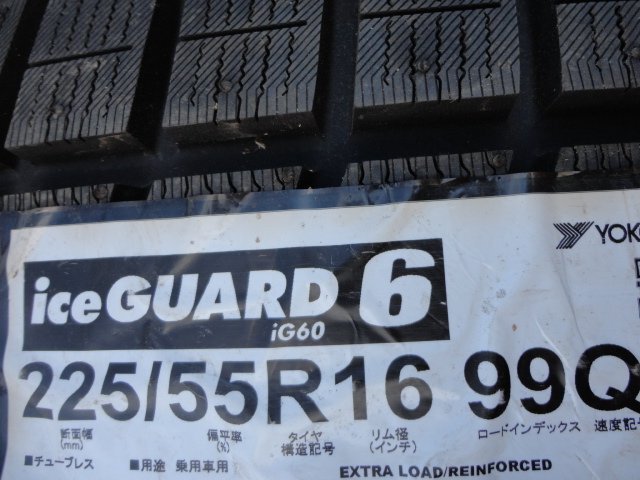 YOKO
iceGUARD 6
iG60
225/55R16 99Q
断面幅 偏平率 タイヤ リム径 ロードインデックス 速度記号
(mm) (%) 構造記号 (インチ)
■チューブレス ■用途 乗用車用
EXTRA LOAD/REINFORCED